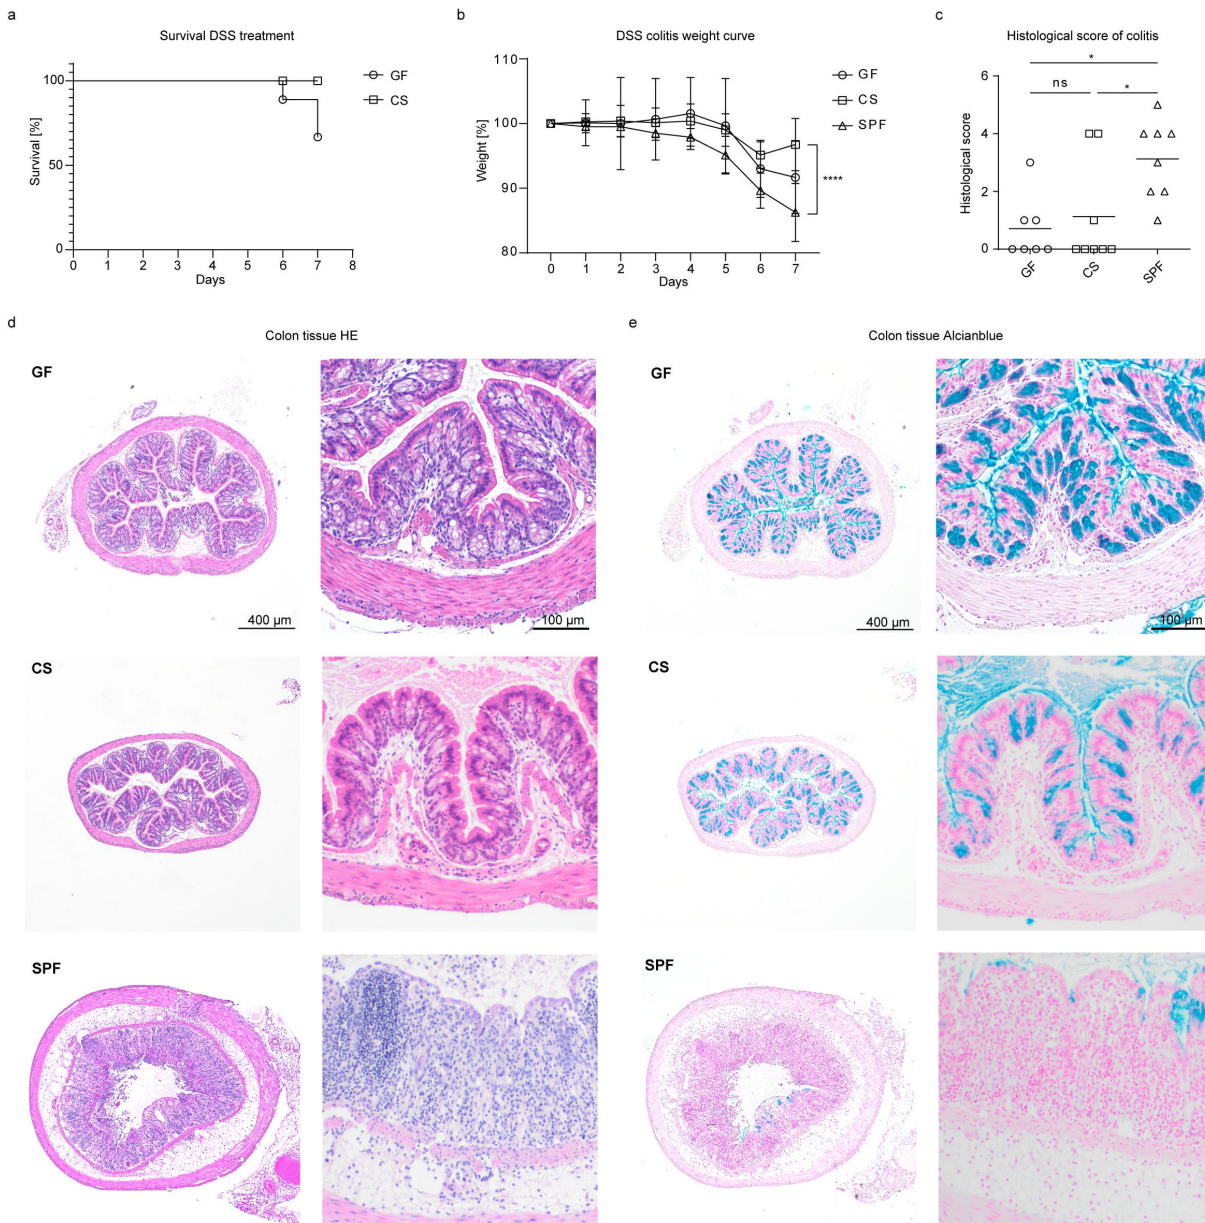 a
Survival DSS treatment
Survival [%]
100
50
0
0 1 2 3 4 5 6 7 8
Days
GF
CS
b
DSS colitis weight curve
Weight [%]
110
100
90
80
0 1 2 3 4 5 6 7
Days
GF
CS
SPF
****
c
Histological score of colitis
Histological score
*
ns
*
6
4
2
0
GF
CS
SPF
d
Colon tissue HE
GF
400 µm
100 µm
CS
SPF
e
Colon tissue Alcianblue
GF
400 µm
100 µm
CS
SPF